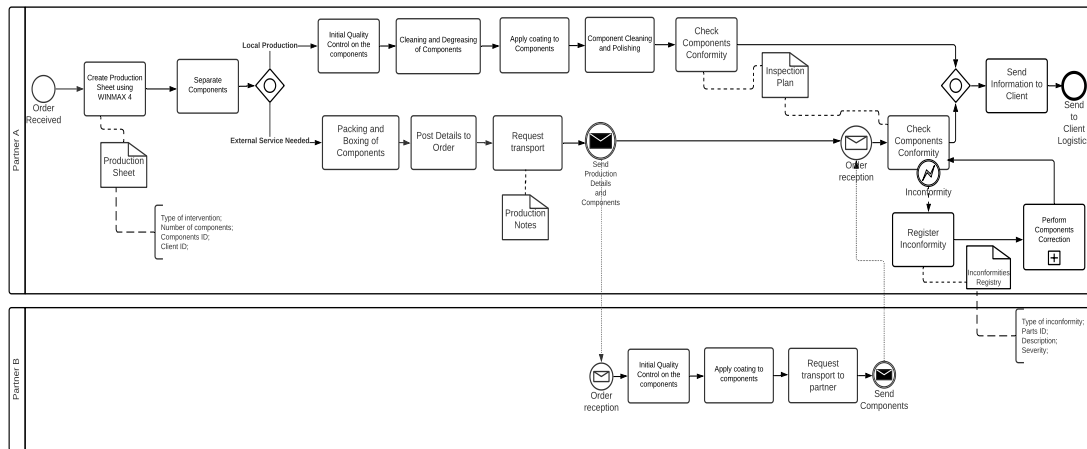 Partner A
Order
Received
Create Production
Sheet using
WINMAX 4
Production
Sheet
Type of intervention;
Number of components;
Components ID;
Client ID;
Separate
Components
Local Production
External Service Needed
Initial Quality
Control on the
components
Cleaning and Degreasing
of Components
Apply coating to
Components
Component Cleaning
and Polishing
Check
Components
Conformity
Inspection
Plan
Packing and
Boxing of
Components
Post Details to
Order
Request
transport
Production
Notes
Send
Production
Details
and
Components
Order
reception
Check
Components
Conformity
Inconformity
Register
Inconformity
Inconformities
Registry
Type of inconformity;
Parts ID;
Description;
Severity;
Perform
Components
Correction
Send
Information to
Client
Send
to
Client
Logistic
Partner B
Order
reception
Initial Quality
Control on the
components
Apply coating to
components
Request
transport to
partner
Send
Components